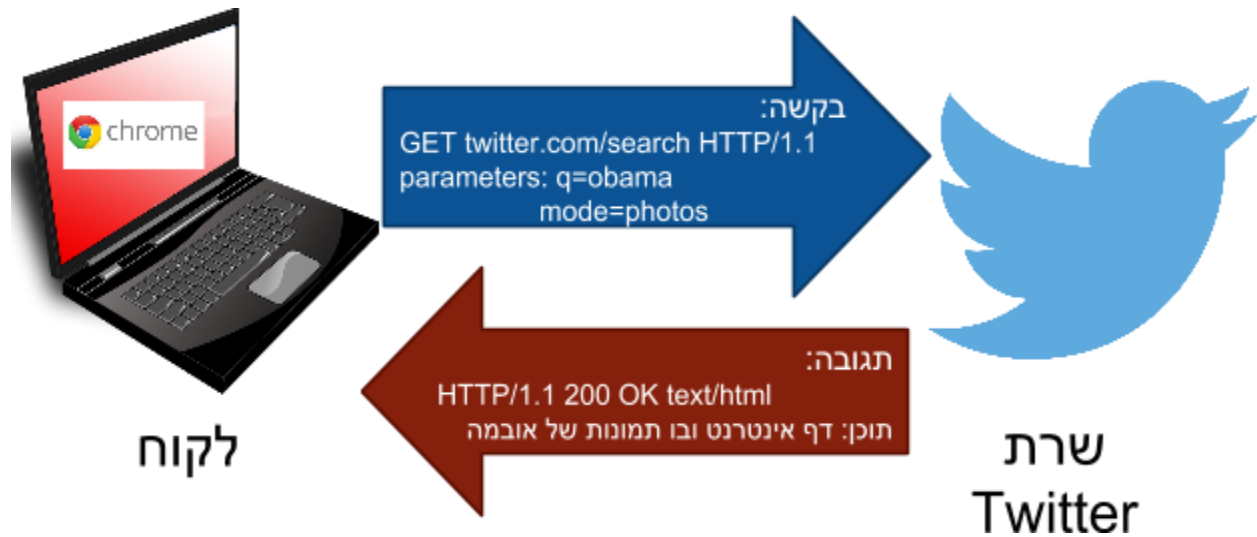 chrome
בקשה:
GET twitter.com/search HTTP/1.1
parameters: q=obama
mode=photos
תגובה:
HTTP/1.1 200 OK text/html
תוכן: דף אינטרנט ובו תמונות של אובמה
לקוח
שרת
Twitter